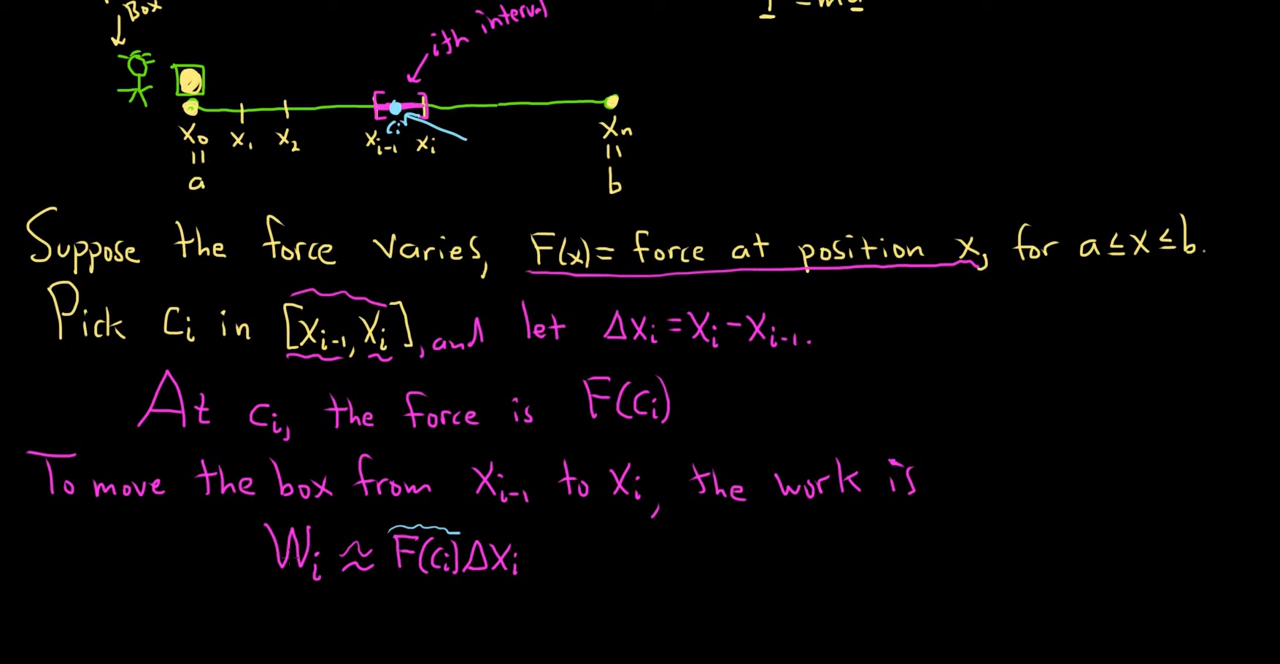 Box
ith interval
x₀ x₁ x₂ xᵢ₋₁ cᵢ xᵢ xₙ
॥ ॥
a b
Suppose the force varies, F(x) = force at position x, for a ≤ x ≤ b.
Pick cᵢ in [xᵢ₋₁, xᵢ], and let Δxᵢ = xᵢ - xᵢ₋₁.
At cᵢ, the force is F(cᵢ)
To move the box from xᵢ₋₁ to xᵢ, the work is
Wᵢ ≈ F(cᵢ)Δxᵢ